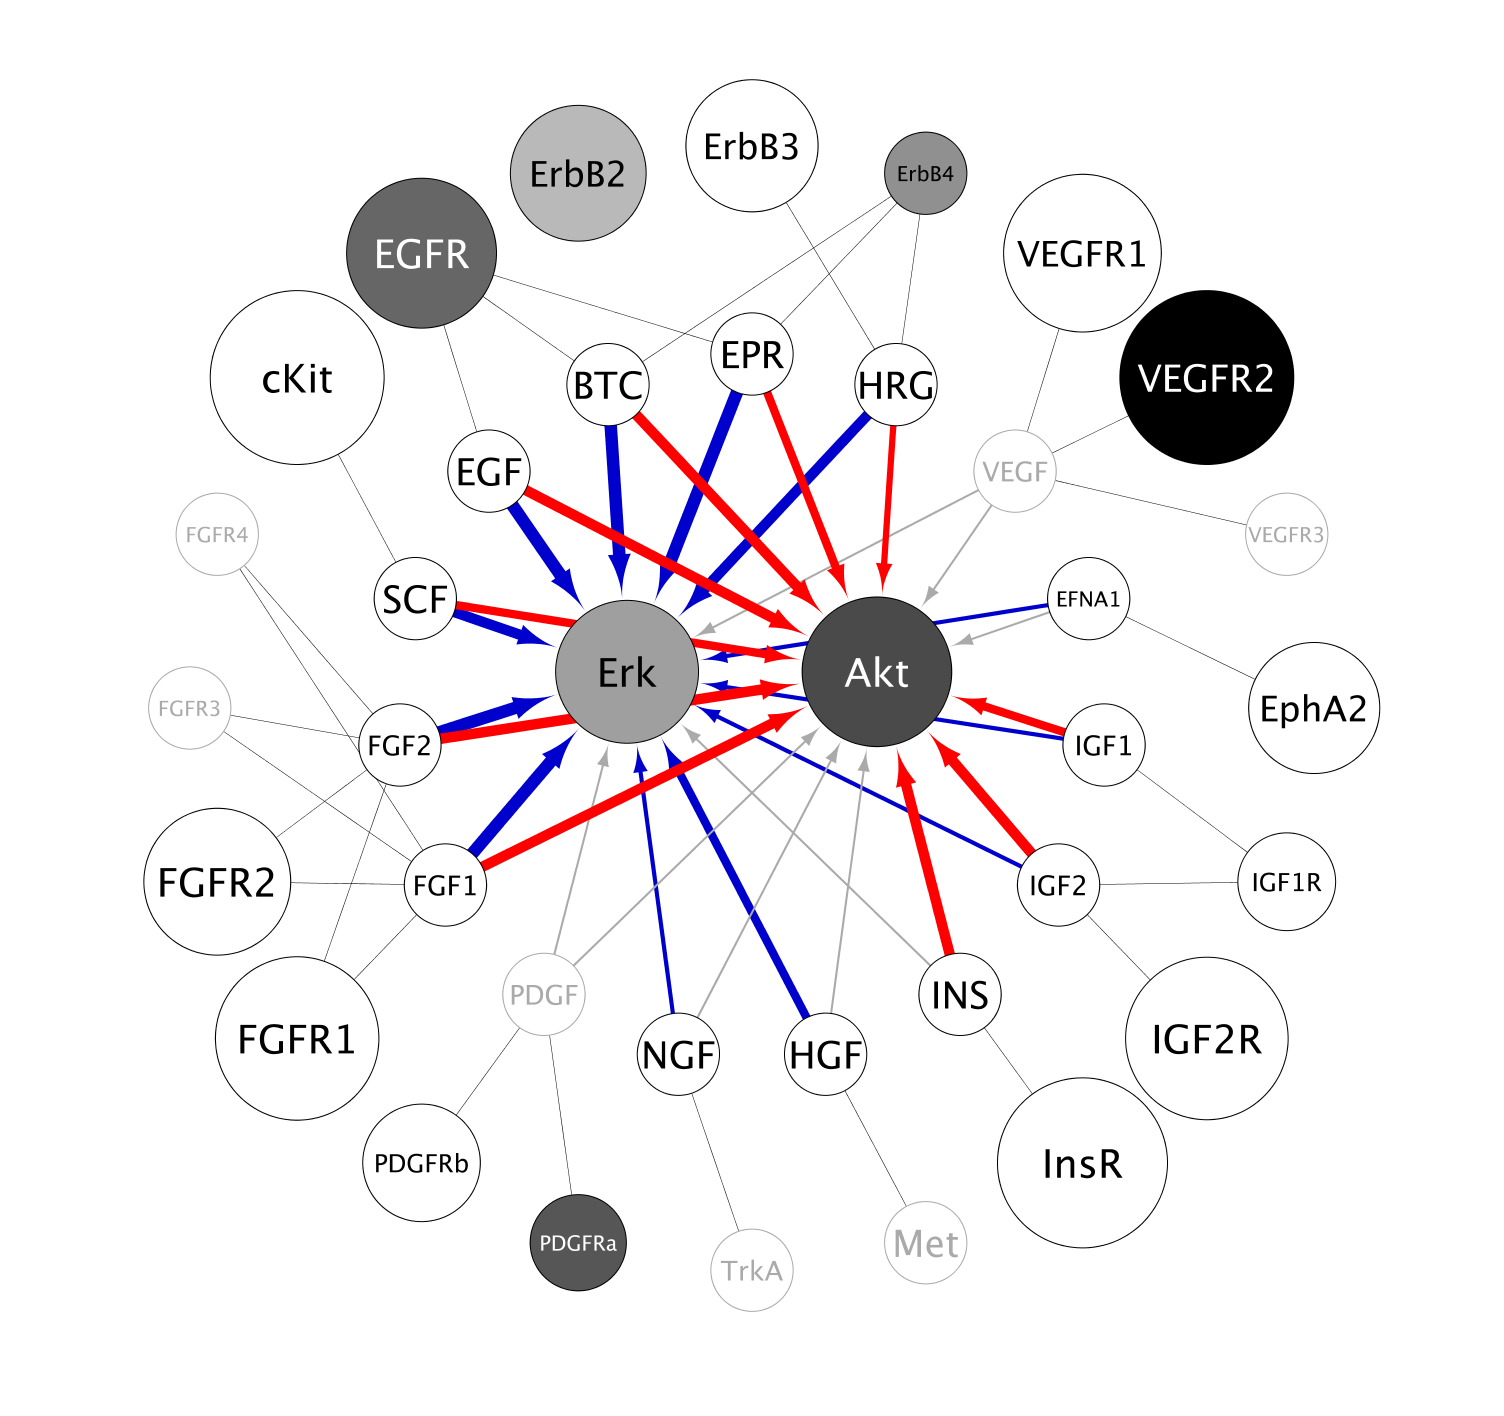 ErbB3
ErbB2
ErbB4
EGFR
VEGFR1
cKit
VEGFR2
EPR
BTC
HRG
EGF
VEGF
FGFR4
VEGFR3
SCF
EFNA1
Erk
Akt
FGFR3
EphA2
FGF2
IGF1
FGFR2
FGF1
IGF2
IGF1R
PDGF
INS
FGFR1
IGF2R
NGF
HGF
PDGFRb
InsR
PDGFRa
Met
TrkA